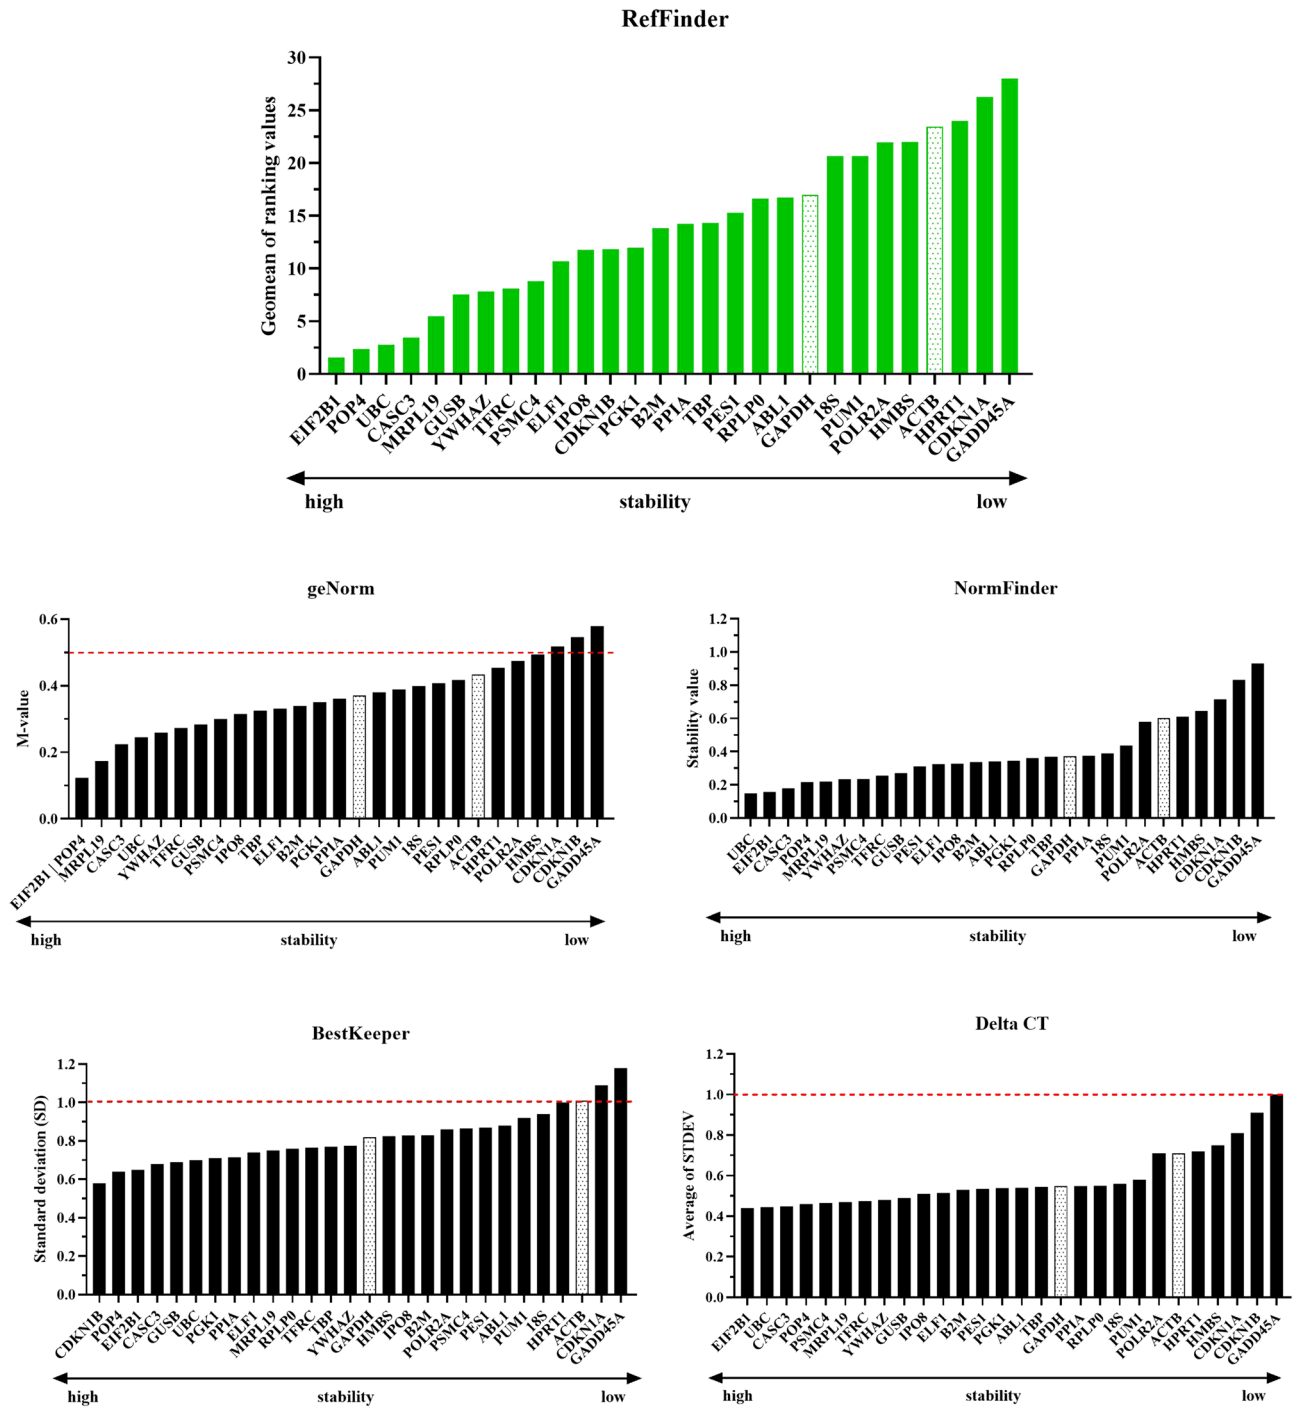 RefFinder
Geomean of ranking values
30
25
20
15
10
5
0
EIF2B1
POP4
UBC
CASC3
MRPL19
GUSB
YWHAZ
TFRC
PSMC4
ELF1
IPO8
CDKN1B
PGK1
B2M
PPIA
TBP
PES1
RPLP0
ABL1
GAPDH
18S
PUM1
POLR2A
HMBS
ACTB
HPRT1
CDKN1A
GADD45A
high stability low
geNorm
M-value
0.6
0.4
0.2
0.0
EIF2B1 | POP4
MRPL19
CASC3
UBC
YWHAZ
TFRC
GUSB
PSMC4
IPO8
TBP
ELF1
B2M
PGK1
PPIA
GAPDH
ABL1
PUM1
18S
PES1
RPLP0
ACTB
HPRT1
POLR2A
HMBS
CDKN1A
CDKN1B
GADD45A
high stability low
NormFinder
Stability value
1.2
1.0
0.8
0.6
0.4
0.2
0.0
UBC
EIF2B1
CASC3
POP4
MRPL19
YWHAZ
PSMC4
TFRC
GUSB
PES1
ELF1
IPO8
B2M
ABL1
PGK1
RPLP0
TBP
GAPDH
PPIA
18S
PUM1
POLR2A
ACTB
HPRT1
HMBS
CDKN1A
CDKN1B
GADD45A
high stability low
BestKeeper
Standard deviation (SD)
1.2
1.0
0.8
0.6
0.4
0.2
0.0
CDKN1B
POP4
EIF2B1
CASC3
GUSB
UBC
PGK1
PPIA
ELF1
MRPL19
RPLP0
TFRC
TBP
YWHAZ
GAPDH
HMBS
IPO8
B2M
POLR2A
PSMC4
PES1
ABL1
PUM1
18S
HPRT1
ACTB
CDKN1A
GADD45A
high stability low
Delta CT
Average of STDEV
1.2
1.0
0.8
0.6
0.4
0.2
0.0
EIF2B1
UBC
CASC3
POP4
PSMC4
MRPL19
TFRC
YWHAZ
GUSB
IPO8
ELF1
B2M
PES1
PGK1
ABL1
TBP
GAPDH
PPIA
RPLP0
18S
PUM1
POLR2A
ACTB
HPRT1
HMBS
CDKN1A
CDKN1B
GADD45A
high stability low